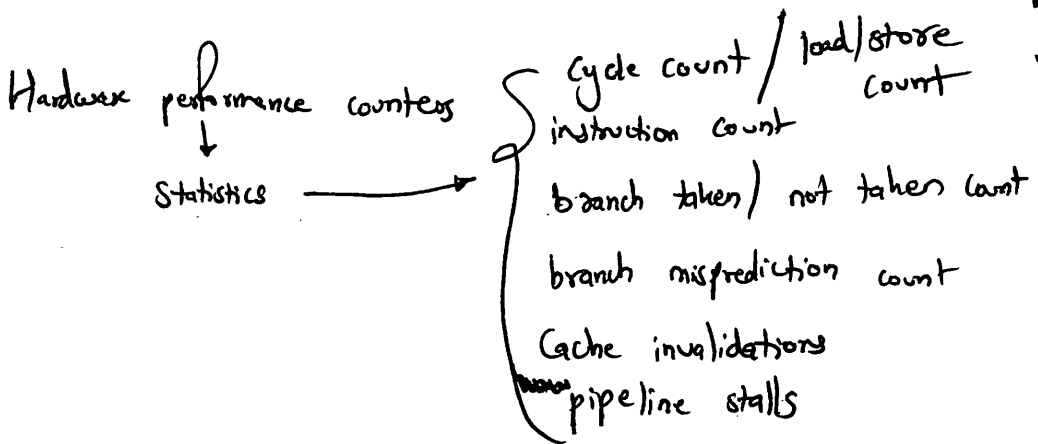 Hardware performance counters
Statistics
Cycle count / load/store
count
instruction count
branch taken/ not taken count
branch misprediction count
Cache invalidations
pipeline stalls